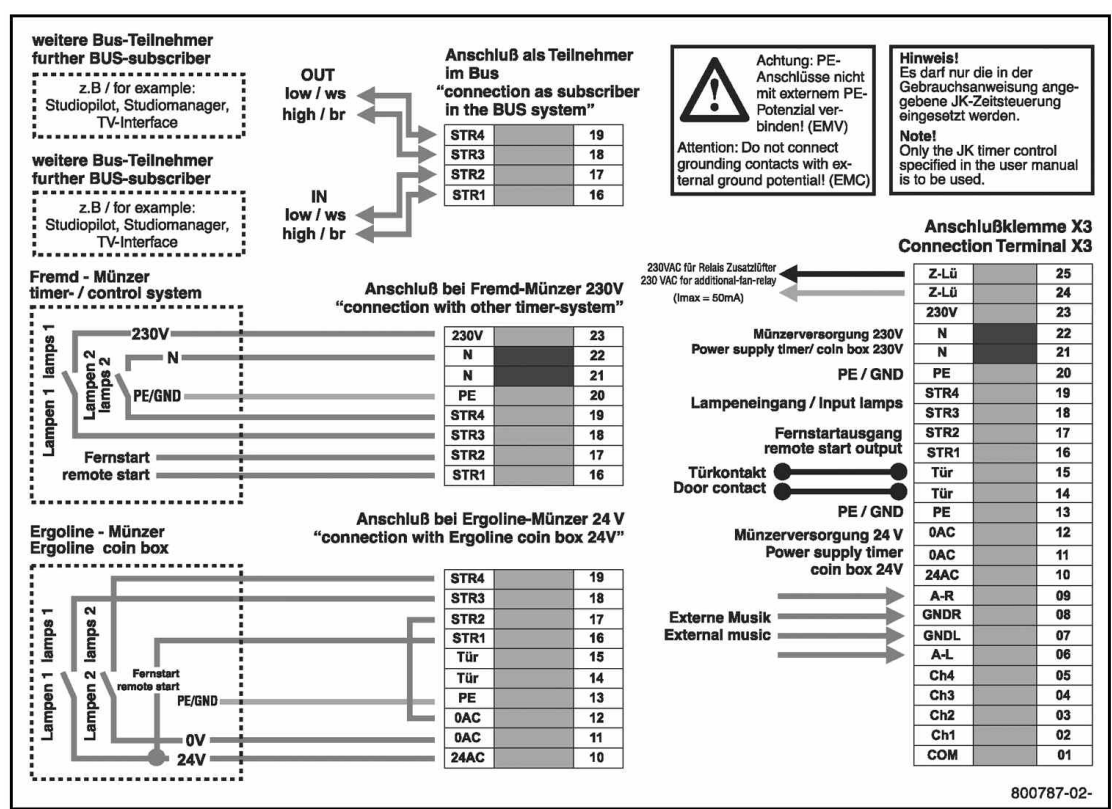 weitere Bus-Teilnehmer
further BUS-subscriber
z.B / for example:
Studiopilot, Studiomanager,
TV-Interface
weitere Bus-Teilnehmer
further BUS-subscriber
z.B / for example:
Studiopilot, Studiomanager,
TV-Interface
OUT
low / ws
high / br
IN
low / ws
high / br
Anschluß als Teilnehmer
im Bus
“connection as subscriber
in the BUS system”
STR4 19
STR3 18
STR2 17
STR1 16
Achtung: PE-
Anschlüsse nicht
mit externem PE-
Potenzial ver-
binden! (EMV)
Attention: Do not connect
grounding contacts with ex-
ternal ground potential! (EMC)
Hinweis!
Es darf nur die in der
Gebrauchsanweisung ange-
gebene JK-Zeitsteuerung
eingesetzt werden.
Note!
Only the JK timer control
specified in the user manual
is to be used.
Fremd - Münzer
timer- / control system
Lampen 1 lamps 1
Lampen 2
lamps 2
230V
N
PE/GND
Fernstart
remote start
Anschluß bei Fremd-Münzer 230V
“connection with other timer-system”
230V 23
N 22
N 21
PE 20
STR4 19
STR3 18
STR2 17
STR1 16
Ergoline - Münzer
Ergoline coin box
Lampen 1 lamps 1
Lampen 2 lamps 2
Fernstart
remote start
PE/GND
0V
24V
Anschluß bei Ergoline-Münzer 24 V
“connection with Ergoline coin box 24V”
STR4 19
STR3 18
STR2 17
STR1 16
Tür 15
Tür 14
PE 13
0AC 12
0AC 11
24AC 10
Anschlußklemme X3
Connection Terminal X3
230VAC für Relais Zusatzlüfter
230 VAC for additional-fan-relay
(Imax = 50mA)
Münzerversorgung 230V
Power supply timer/ coin box 230V
PE / GND
Lampeneingang / Input lamps
Fernstartausgang
remote start output
Türkontakt
Door contact
PE / GND
Münzerversorgung 24 V
Power supply timer
coin box 24V
Externe Musik
External music
Z-Lü 25
Z-Lü 24
230V 23
N 22
N 21
PE 20
STR4 19
STR3 18
STR2 17
STR1 16
Tür 15
Tür 14
PE 13
0AC 12
0AC 11
24AC 10
A-R 09
GNDR 08
GNDL 07
A-L 06
Ch4 05
Ch3 04
Ch2 03
Ch1 02
COM 01
800787-02-